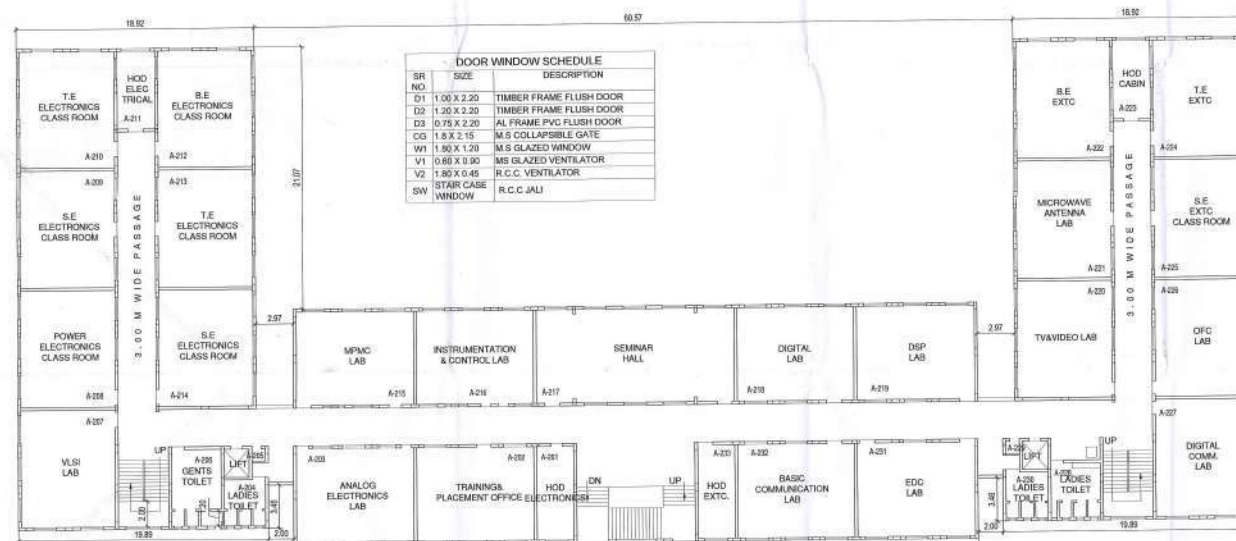 18.92
60.57
18.92
DOOR WINDOW SCHEDULE
SR NO. SIZE DESCRIPTION
D1 1.00 X 2.20 TIMBER FRAME FLUSH DOOR
D2 1.20 X 2.20 TIMBER FRAME FLUSH DOOR
D3 0.75 X 2.20 AL FRAME PVC FLUSH DOOR
CG 1.8 X 2.15 M.S COLLAPSIBLE GATE
W1 1.80 X 1.20 M.S GLAZED WINDOW
V1 0.60 X 0.90 MS GLAZED VENTILATOR
V2 1.80 X 0.45 R.C.C. VENTILATOR
SW STAIR CASE WINDOW R.C.C JALI
T.E
ELECTRONICS
CLASS ROOM
A-210
HOD
ELEC
TRICAL
A-211
B.E
ELECTRONICS
CLASS ROOM
A-212
21.07
A-209
S.E
ELECTRONICS
CLASS ROOM
3.00 M WIDE PASSAGE
A-213
T.E
ELECTRONICS
CLASS ROOM
POWER
ELECTRONICS
CLASS ROOM
A-208
S.E
ELECTRONICS
CLASS ROOM
A-214
2.97
A-207
VLSI
LAB
UP
2.00
A-206
GENTS
TOILET
LIFT
A-205
A-204
LADIES
TOILET
3.48
19.89
2.00
MPMC
LAB
A-215
INSTRUMENTATION
& CONTROL LAB
A-216
SEMINAR
HALL
A-217
DIGITAL
LAB
A-218
DSP
LAB
A-219
2.97
A-203
ANALOG
ELECTRONICS
LAB
A-202
TRAINING&
PLACEMENT OFFICE
A-201
HOD
ELECTRONICS
DN
UP
A-233
HOD
EXTC.
A-232
BASIC
COMMUNICATION
LAB
A-231
EDC
LAB
B.E
EXTC
A-222
HOD
CABIN
A-223
T.E
EXTC
A-224
MICROWAVE
ANTENNA
LAB
A-221
3.00 M WIDE PASSAGE
S.E
EXTC
CLASS ROOM
A-225
A-220
TV&VIDEO LAB
A-226
OFC
LAB
A-227
DIGITAL
COMM.
LAB
UP
LIFT
A-230
LADIES
TOILET
A-228
LADIES
TOILET
3.48
2.00
19.89